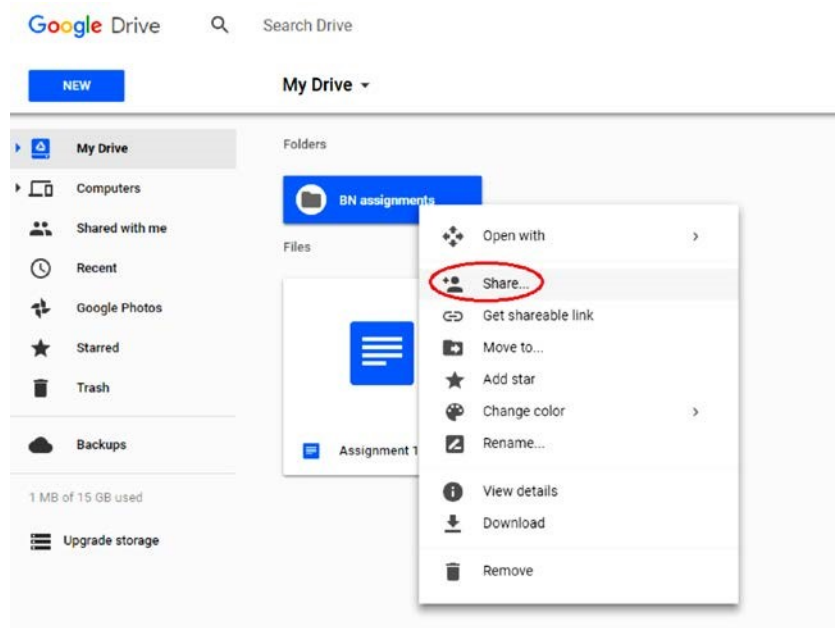 Google Drive
Search Drive
NEW
My Drive
My Drive
Computers
Shared with me
Recent
Google Photos
Starred
Trash
Backups
1 MB of 15 GB used
Upgrade storage
Folders
BN assignments
Files
Assignment 1
Open with
Share...
Get shareable link
Move to...
Add star
Change color
Rename...
View details
Download
Remove